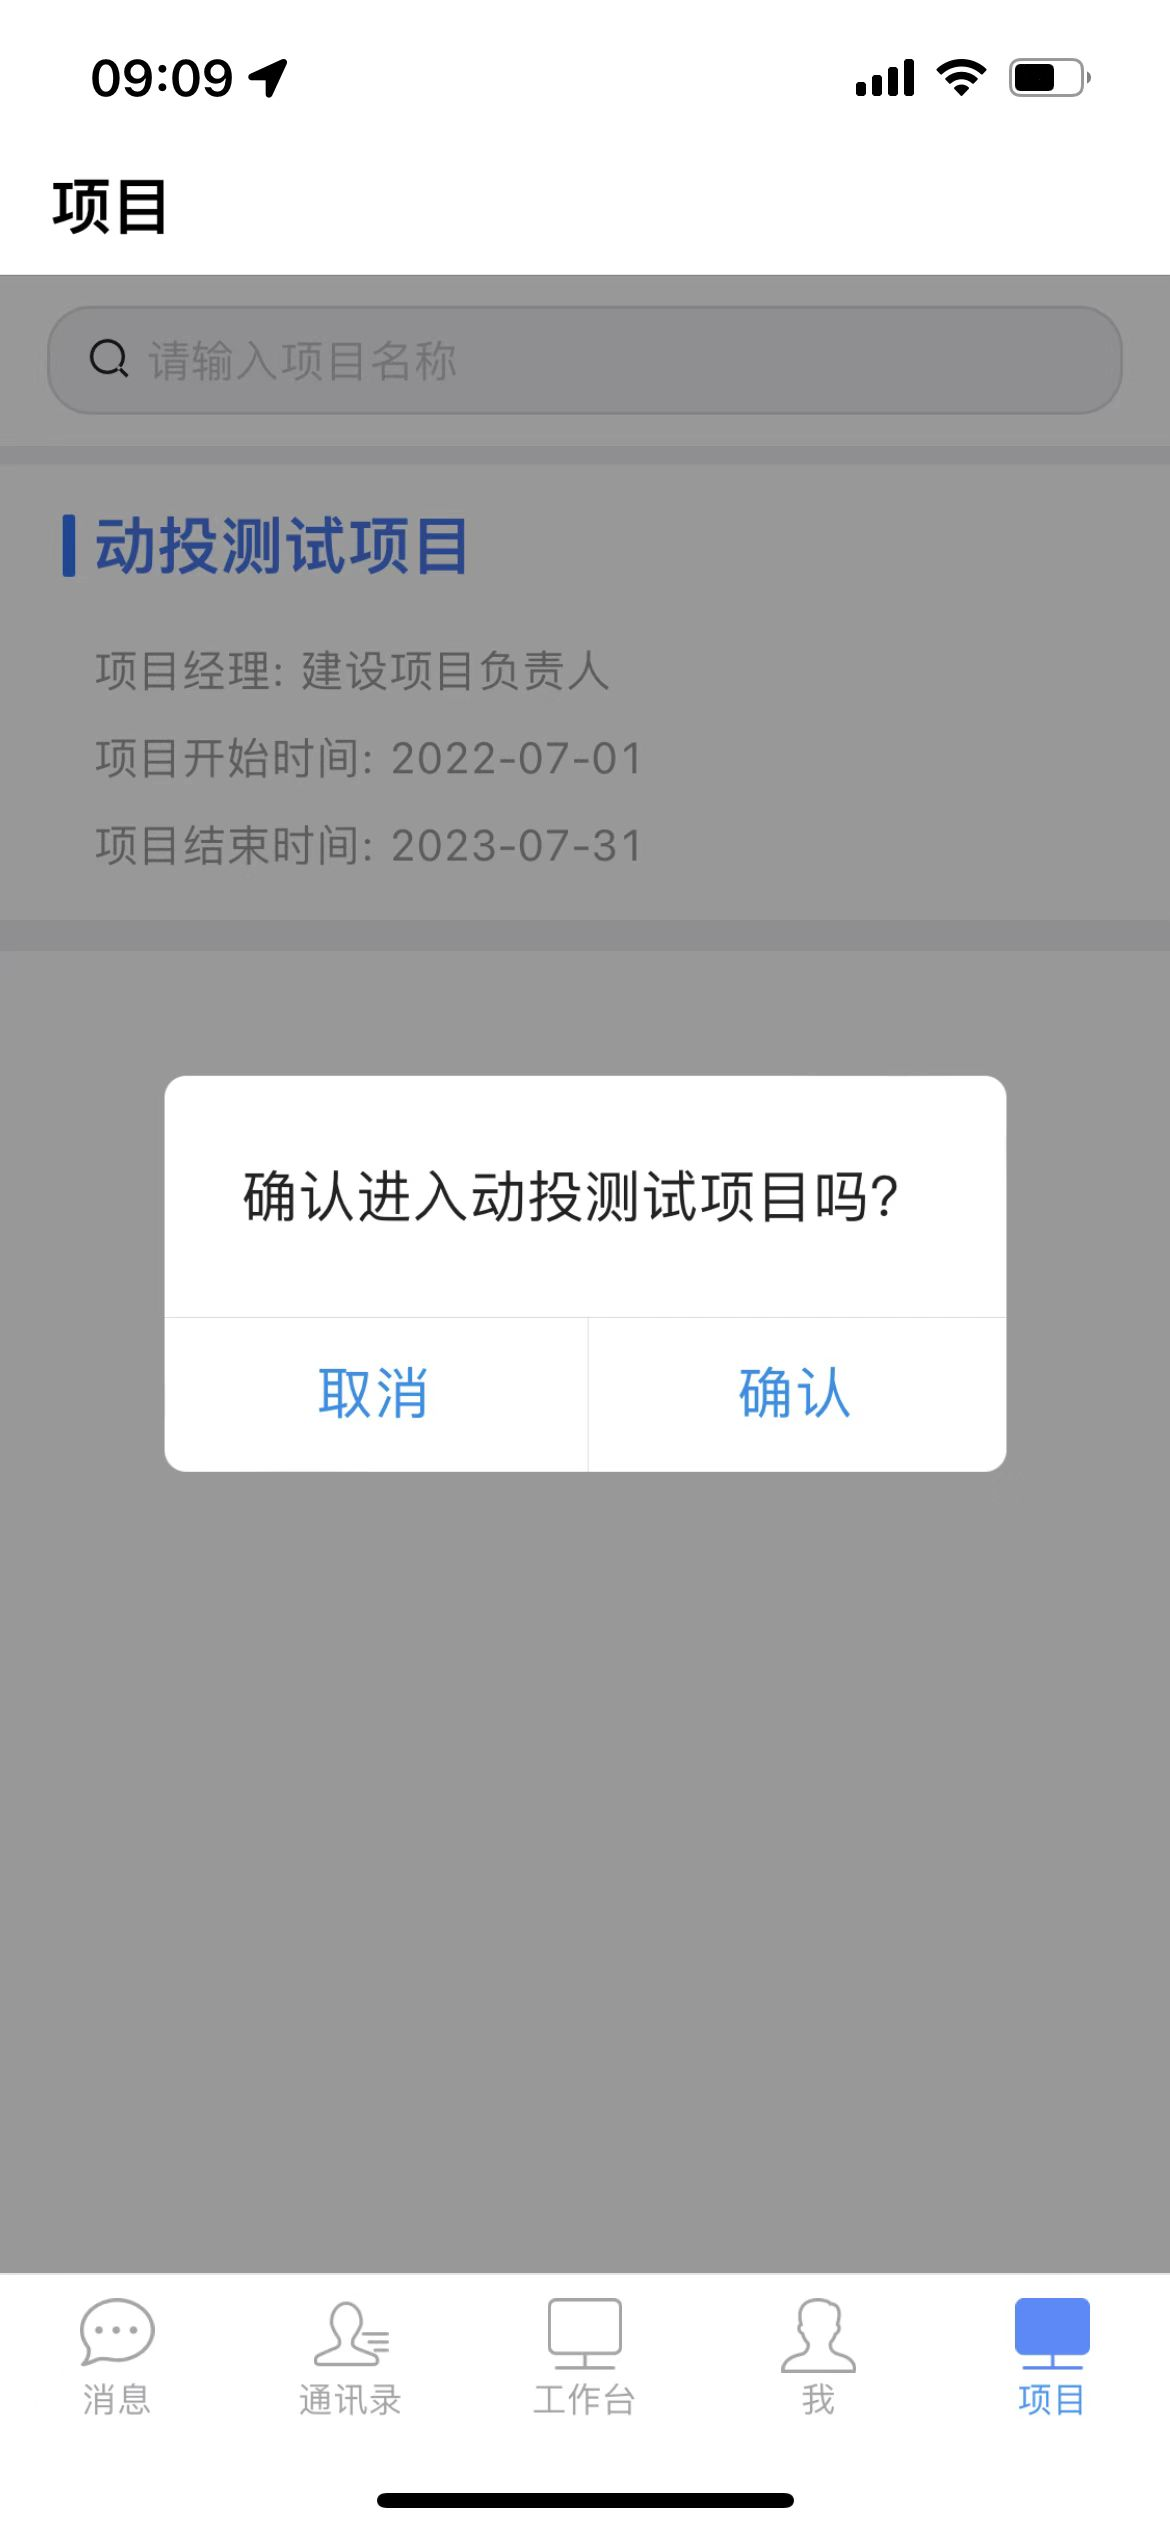 09:09
项目
请输入项目名称
动投测试项目
项目经理: 建设项目负责人
项目开始时间: 2022-07-01
项目结束时间: 2023-07-31
确认进入动投测试项目吗?
取消 确认
消息 通讯录 工作台 我 项目